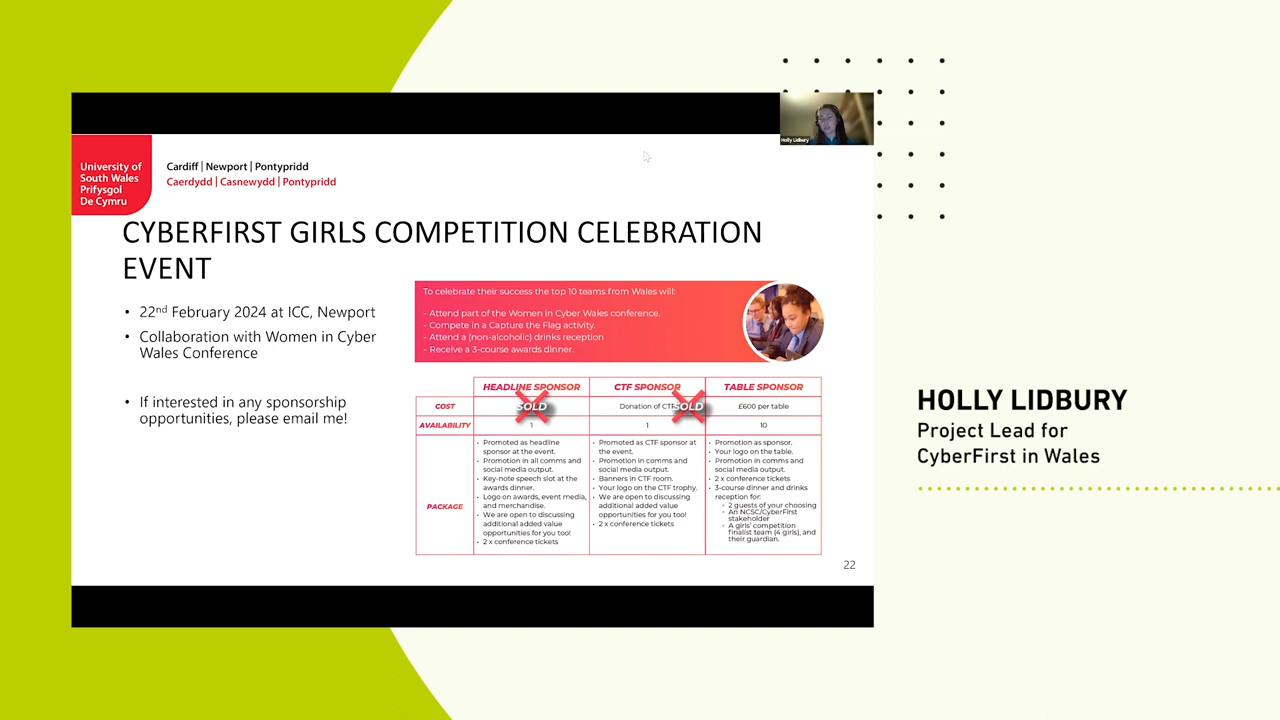 Holly Lidbury
University of
South Wales
Prifysgol
De Cymru
Cardiff | Newport | Pontypridd
Caerdydd | Casnewydd | Pontypridd
CYBERFIRST GIRLS COMPETITION CELEBRATION
EVENT
• 22nd February 2024 at ICC, Newport
• Collaboration with Women in Cyber
Wales Conference
• If interested in any sponsorship
opportunities, please email me!
To celebrate their success the top 10 teams from Wales will:
- Attend part of the Women in Cyber Wales conference.
- Compete in a Capture the Flag activity.
- Attend a (non-alcoholic) drinks reception
- Receive a 3-course awards dinner.
HEADLINE SPONSOR CTF SPONSOR TABLE SPONSOR
COST SOLD Donation of CTF SOLD £600 per table
AVAILABILITY 1 1 10
PACKAGE
• Promoted as headline
sponsor at the event.
• Promotion in all comms and
social media output.
• Key-note speech slot at the
awards dinner.
• Logo on awards, event media,
and merchandise.
• We are open to discussing
additional added value
opportunities for you too!
• 2 x conference tickets
• Promoted as CTF sponsor at
the event.
• Promotion in comms and
social media output.
• Banners in CTF room.
• Your logo on the CTF trophy.
• We are open to discussing
additional added value
opportunities for you too!
• 2 x conference tickets
• Promotion as sponsor.
• Your logo on the table.
• Promotion in comms and
social media output.
• 2 x conference tickets
• 3-course dinner and drinks
reception for:
◦ 2 guests of your choosing
◦ An NCSC/CyberFirst
stakeholder
◦ A girls' competition
finalist team (4 girls), and
their guardian.
22
HOLLY LIDBURY
Project Lead for
CyberFirst in Wales